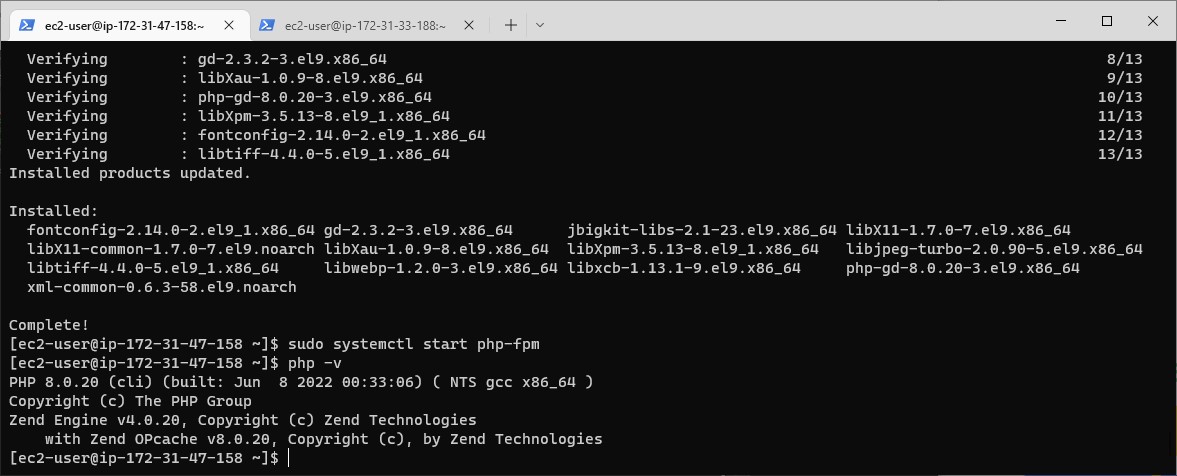 ec2-user@ip-172-31-47-158:~ ec2-user@ip-172-31-33-188:~
Verifying : gd-2.3.2-3.el9.x86_64 8/13
Verifying : libXau-1.0.9-8.el9.x86_64 9/13
Verifying : php-gd-8.0.20-3.el9.x86_64 10/13
Verifying : libXpm-3.5.13-8.el9_1.x86_64 11/13
Verifying : fontconfig-2.14.0-2.el9_1.x86_64 12/13
Verifying : libtiff-4.4.0-5.el9_1.x86_64 13/13
Installed products updated.
Installed:
fontconfig-2.14.0-2.el9_1.x86_64 gd-2.3.2-3.el9.x86_64 jbigkit-libs-2.1-23.el9.x86_64 libX11-1.7.0-7.el9.x86_64
libX11-common-1.7.0-7.el9.noarch libXau-1.0.9-8.el9.x86_64 libXpm-3.5.13-8.el9_1.x86_64 libjpeg-turbo-2.0.90-5.el9.x86_64
libtiff-4.4.0-5.el9_1.x86_64 libwebp-1.2.0-3.el9.x86_64 libxcb-1.13.1-9.el9.x86_64 php-gd-8.0.20-3.el9.x86_64
xml-common-0.6.3-58.el9.noarch
Complete!
[ec2-user@ip-172-31-47-158 ~]$ sudo systemctl start php-fpm
[ec2-user@ip-172-31-47-158 ~]$ php -v
PHP 8.0.20 (cli) (built: Jun  8 2022 00:33:06) ( NTS gcc x86_64 )
Copyright (c) The PHP Group
Zend Engine v4.0.20, Copyright (c) Zend Technologies
with Zend OPcache v8.0.20, Copyright (c), by Zend Technologies
[ec2-user@ip-172-31-47-158 ~]$